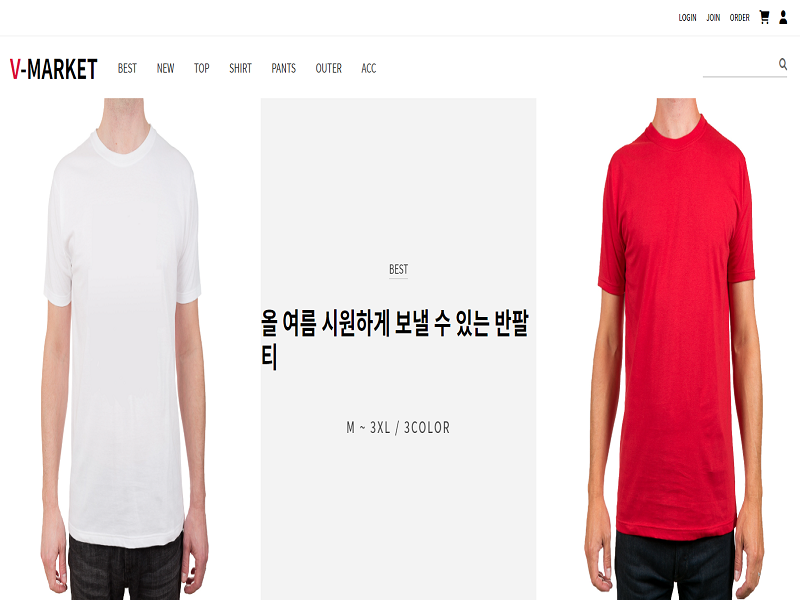 LOGIN JOIN ORDER
V-MARKET BEST NEW TOP SHIRT PANTS OUTER ACC
BEST
올 여름 시원하게 보낼 수 있는 반팔
티
M ~ 3XL / 3COLOR